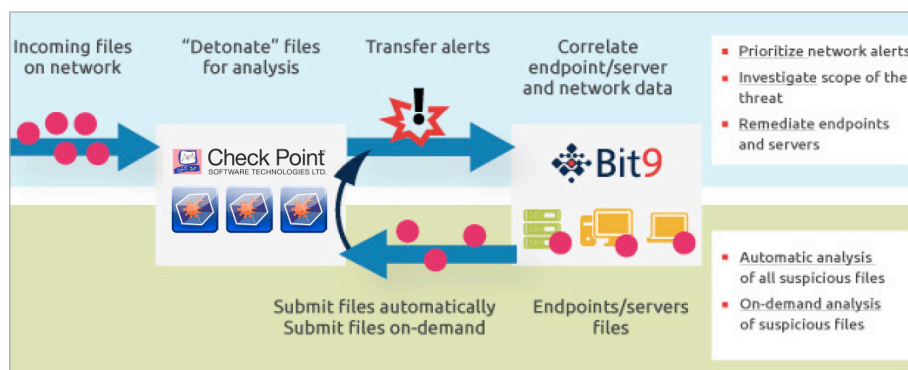 Incoming files
on network
“Detonate” files
for analysis
Transfer alerts
Correlate
endpoint/server
and network data
Prioritize network alerts
Investigate scope of the
threat
Remediate endpoints
and servers
Check Point
SOFTWARE TECHNOLOGIES LTD.
Bit9
Submit files automatically
Submit files on-demand
Endpoints/servers
files
Automatic analysis
of all suspicious files
On-demand analysis
of suspicious files